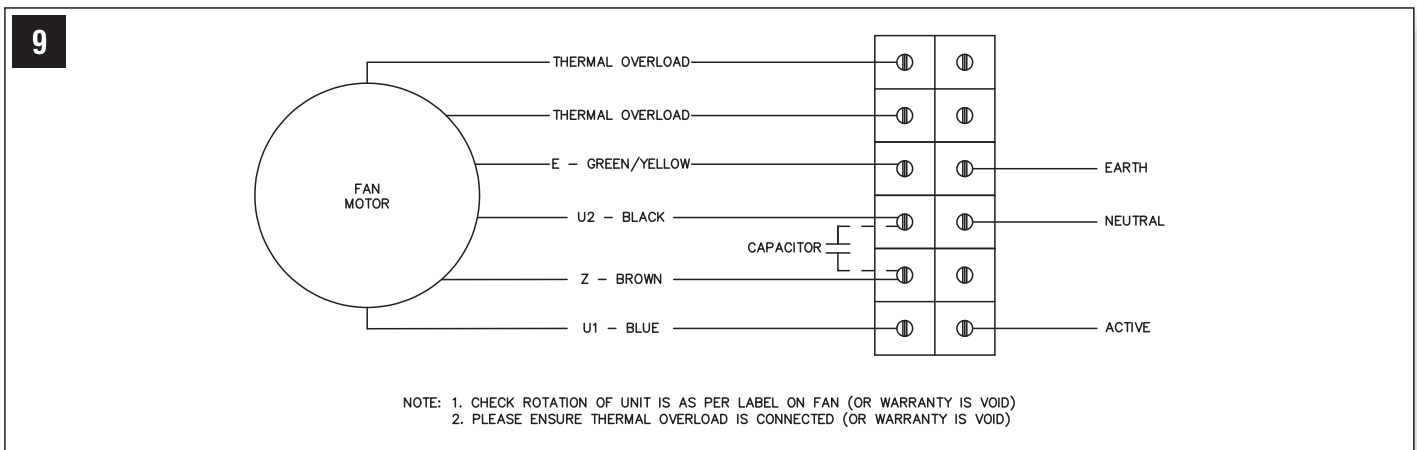 9
THERMAL OVERLOAD
THERMAL OVERLOAD
E – GREEN/YELLOW
EARTH
FAN
MOTOR
U2 – BLACK
NEUTRAL
CAPACITOR
Z – BROWN
U1 – BLUE
ACTIVE
NOTE: 1. CHECK ROTATION OF UNIT IS AS PER LABEL ON FAN (OR WARRANTY IS VOID)
2. PLEASE ENSURE THERMAL OVERLOAD IS CONNECTED (OR WARRANTY IS VOID)